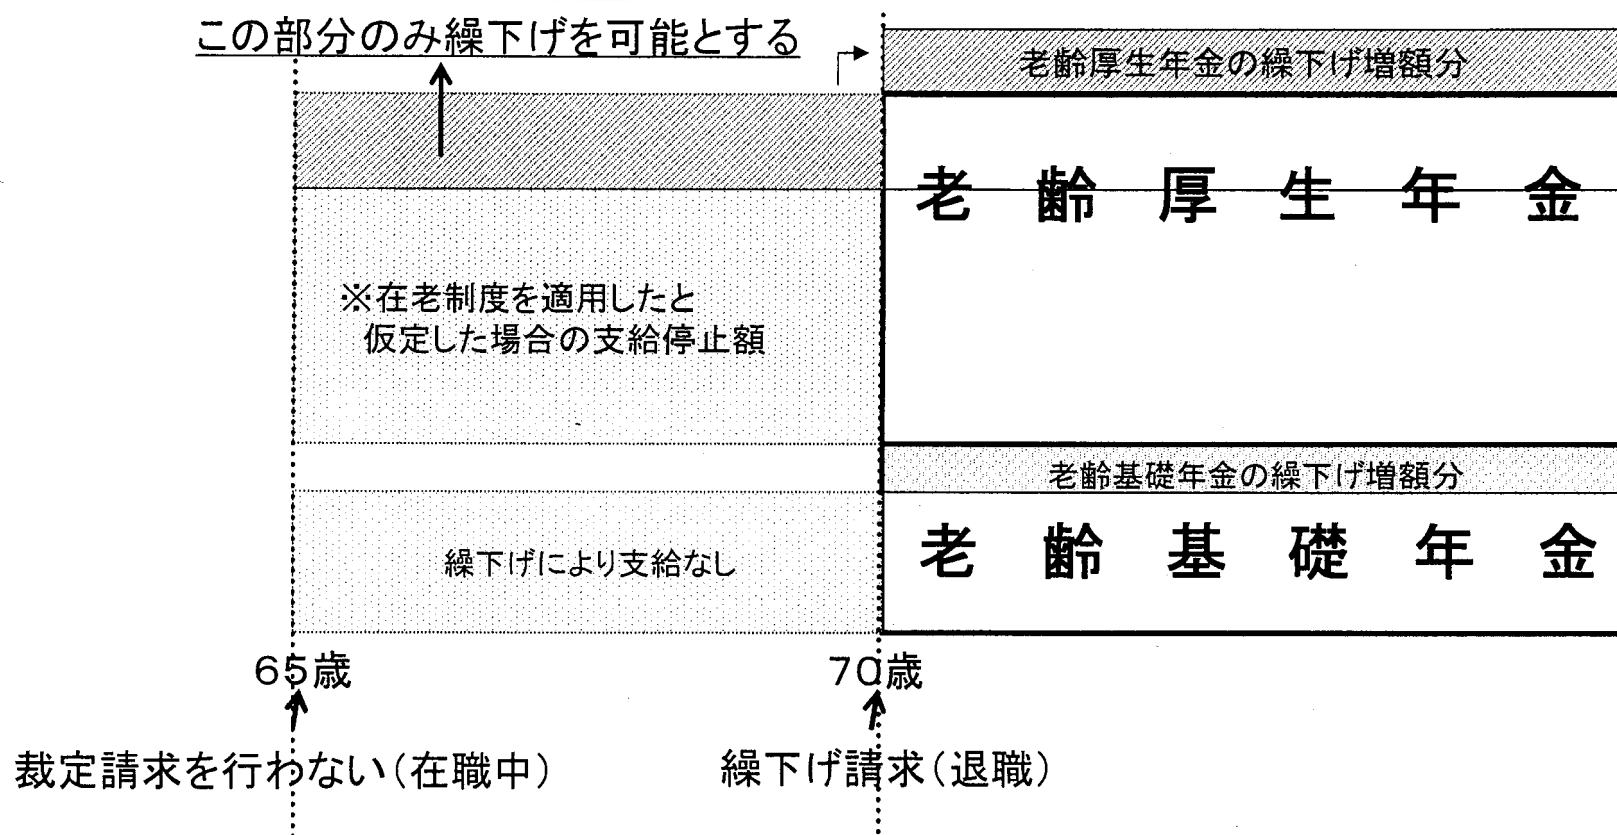 この部分のみ繰下げを可能とする
老齢厚生年金の繰下げ増額分
老齢厚生年金
※在老制度を適用したと
仮定した場合の支給停止額
老齢基礎年金の繰下げ増額分
繰下げにより支給なし
老齢基礎年金
65歳
70歳
裁定請求を行わない(在職中)
繰下げ請求(退職)